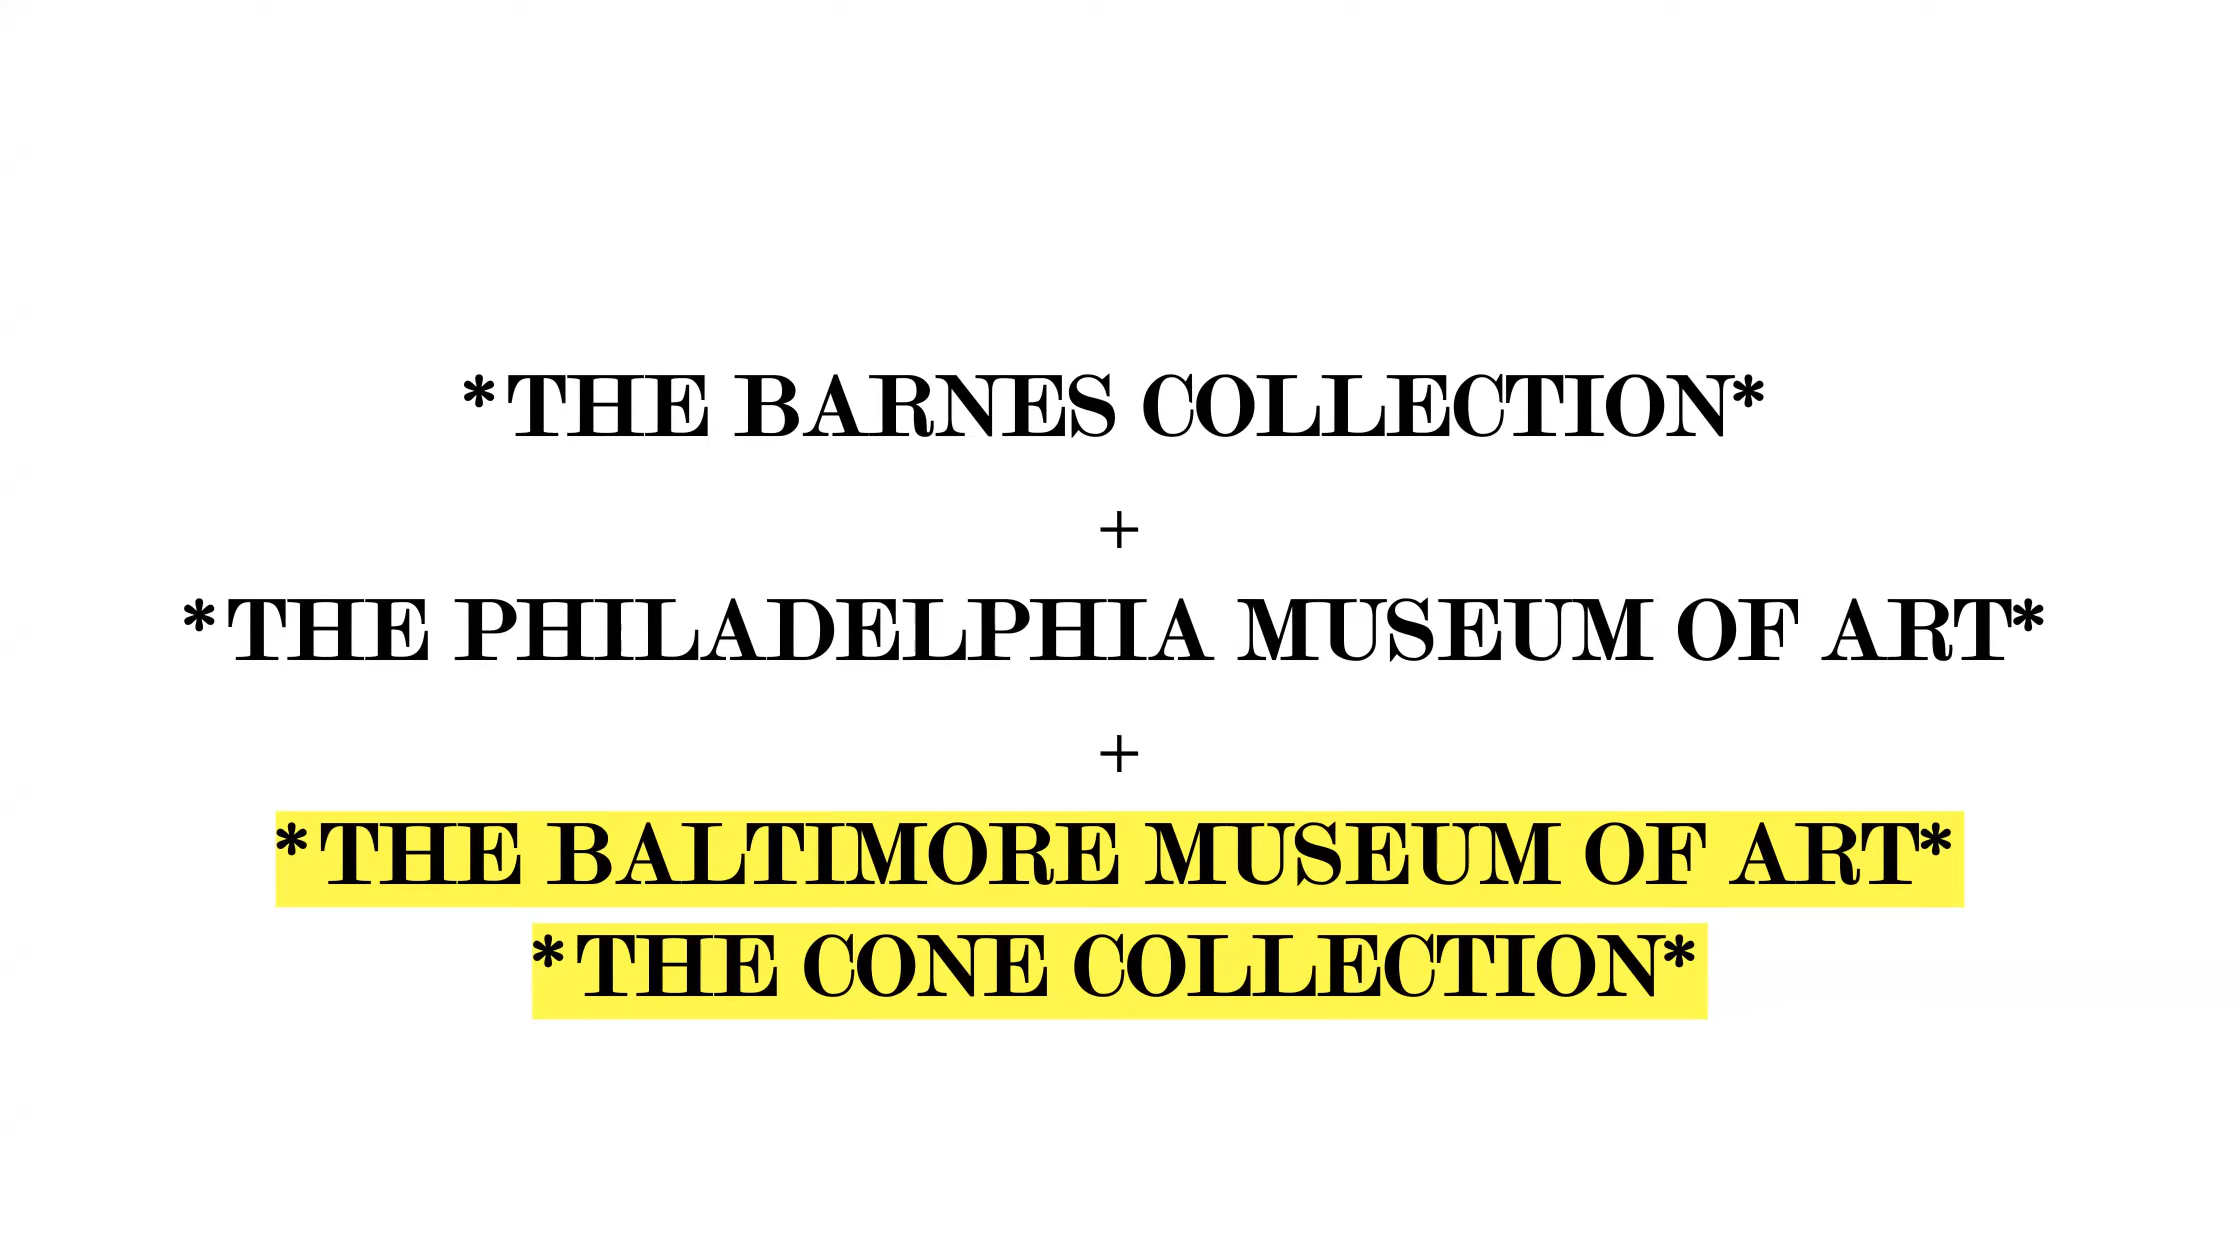 *THE BARNES COLLECTION*
+
*THE PHILADELPHIA MUSEUM OF ART*
+
*THE BALTIMORE MUSEUM OF ART*
*THE CONE COLLECTION*